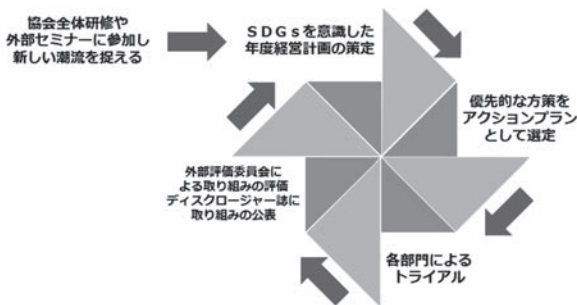 協会全体研修や
外部セミナーに参加し
新しい潮流を捉える
SDGsを意識した
年度経営計画の策定
優先的な方策を
アクションプラン
として選定
各部門による
トライアル
外部評価委員会に
よる取り組みの評価
ディスクロージャー誌に
取り組みの公表